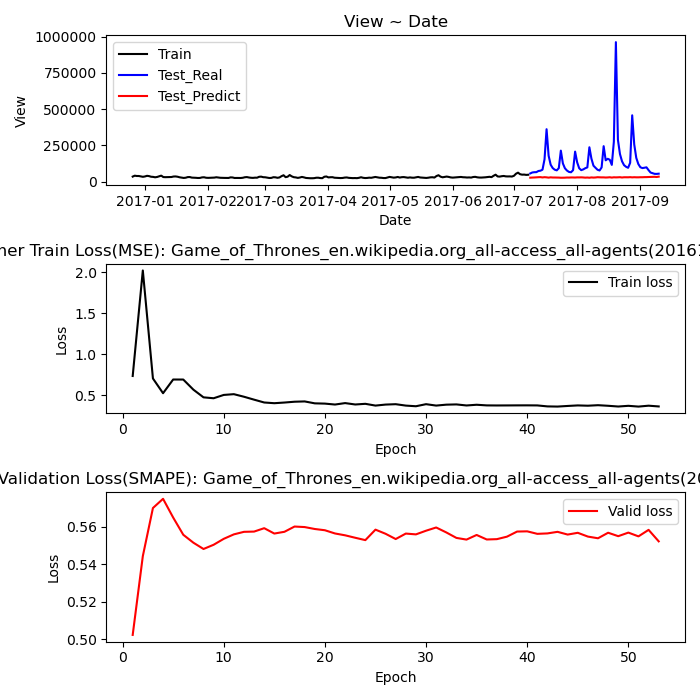 View ~ Date
1000000
750000
500000
250000
0
View
Train
Test_Real
Test_Predict
2017-01 2017-02 2017-03 2017-04 2017-05 2017-06 2017-07 2017-08 2017-09
Date
Train Loss(MSE): Game_of_Thrones_en.wikipedia.org_all-access_all-agents(2016
2.0
1.5
1.0
0.5
Loss
Train loss
0 10 20 30 40 50
Epoch
Validation Loss(SMAPE): Game_of_Thrones_en.wikipedia.org_all-access_all-agents(20
0.56
0.54
0.52
0.50
Loss
Valid loss
0 10 20 30 40 50
Epoch